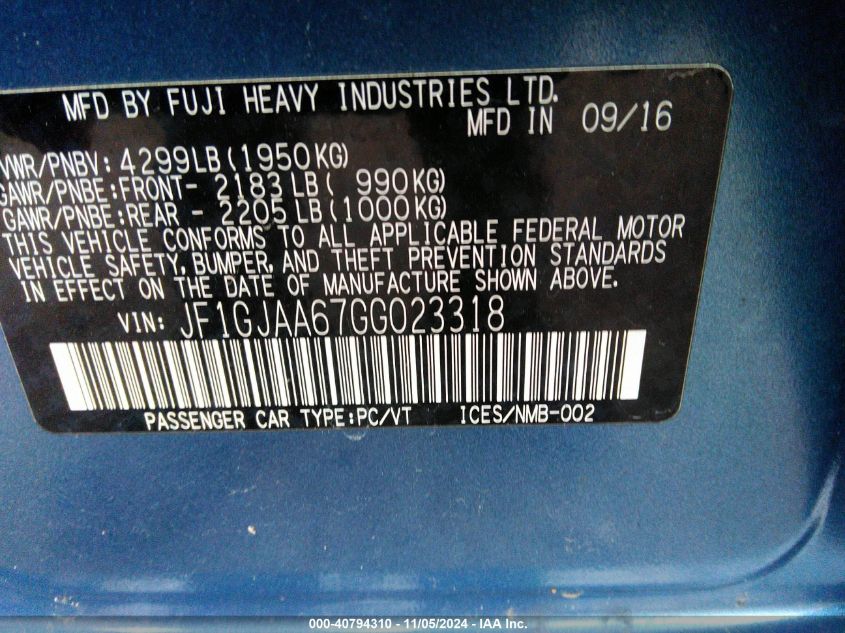 MFD BY FUJI HEAVY INDUSTRIES LTD.
MFD IN 09/16
VWR/PNBV: 4299LB(1950KG)
GAWR/PNBE:FRONT- 2183LB( 990KG)
GAWR/PNBE:REAR - 2205LB(1000KG)
THIS VEHICLE CONFORMS TO ALL APPLICABLE FEDERAL MOTOR
VEHICLE SAFETY, BUMPER, AND THEFT PREVENTION STANDARDS
IN EFFECT ON THE DATE OF MANUFACTURE SHOWN ABOVE.
VIN: JF1GJAA67GG023318
PASSENGER CAR TYPE:PC/VT ICES/NMB-002
000-40794310 - 11/05/2024 - IAA Inc.